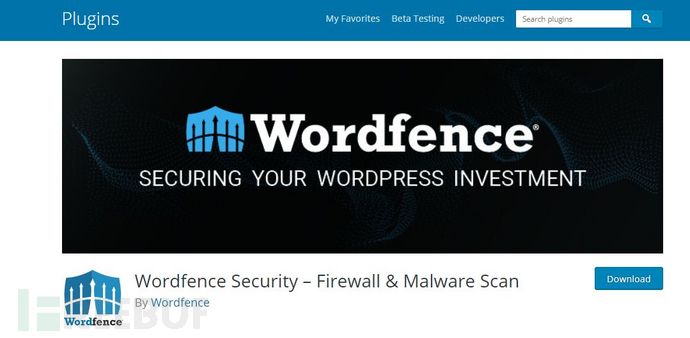 Plugins
My Favorites
Beta Testing
Developers
Search plugins
Wordfence®
SECURING YOUR WORDPRESS INVESTMENT
Wordfence Security – Firewall & Malware Scan
Download
By Wordfence
Wordfence